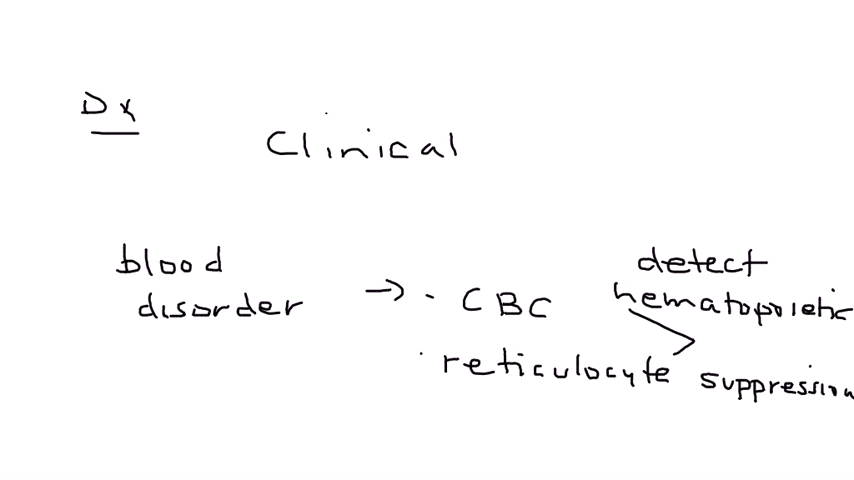 Dx
Clinical
blood
disorder
→ · CBC
· reticulocyte
detect
hematopoietic
suppression